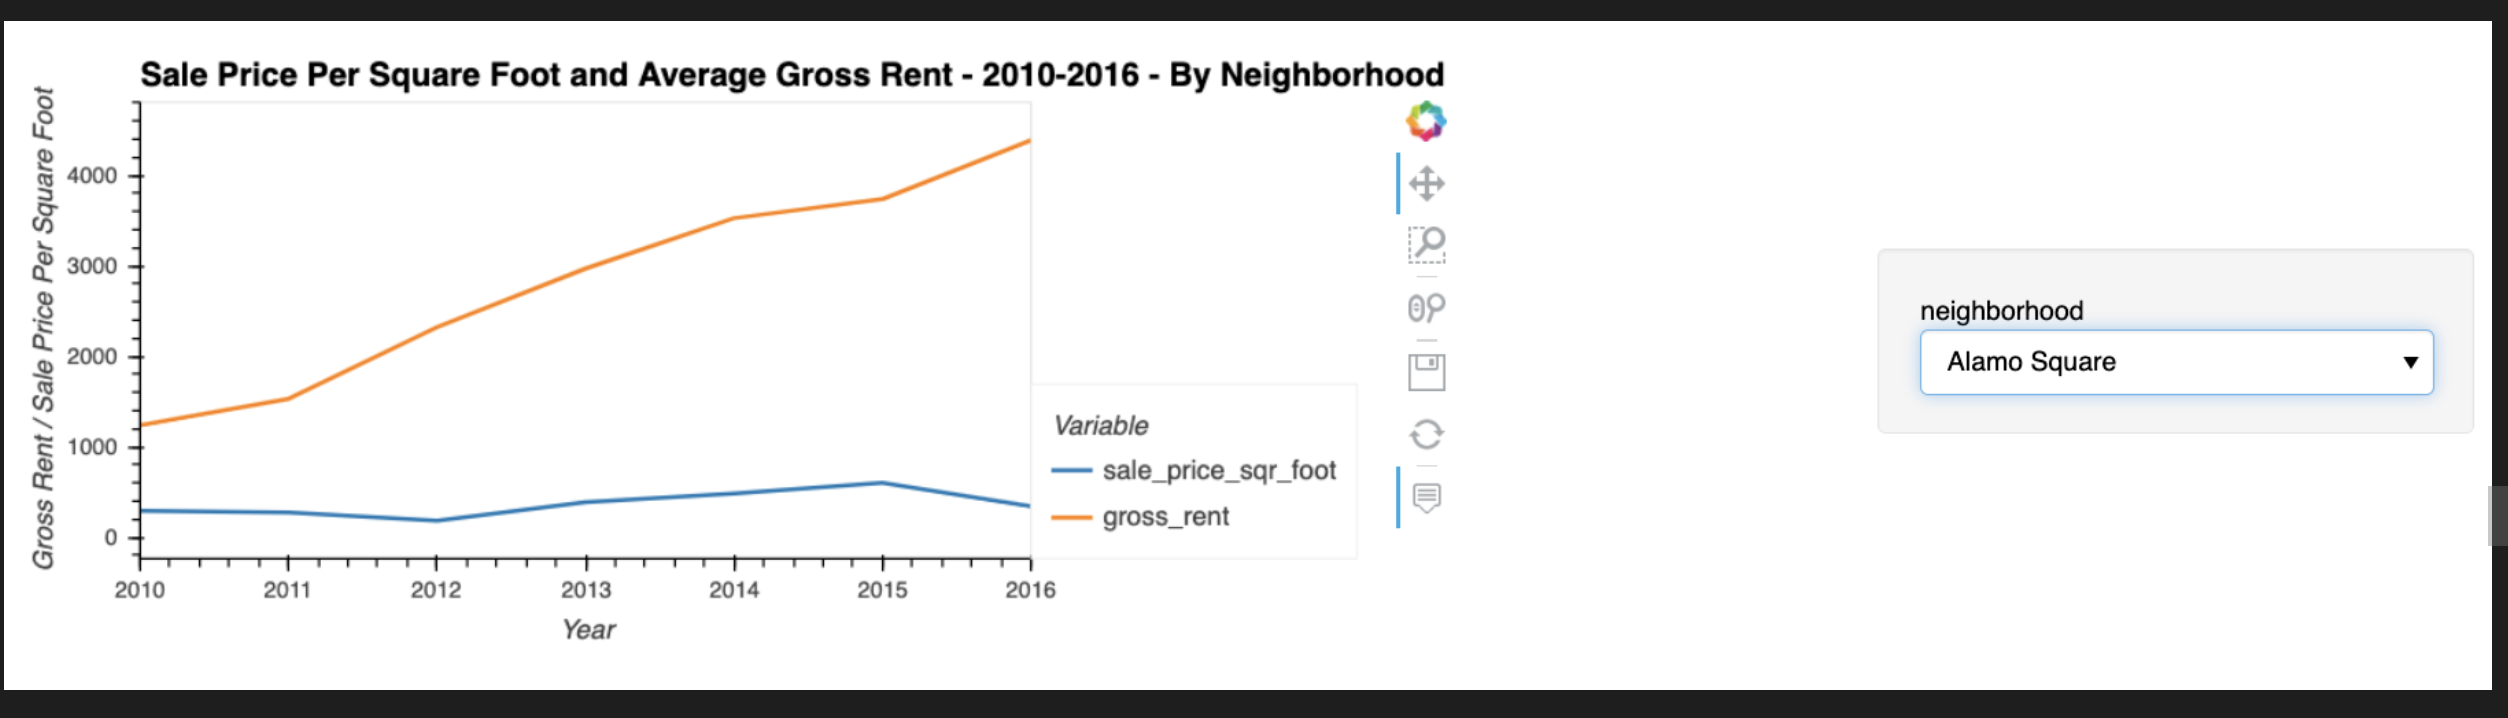 Sale Price Per Square Foot and Average Gross Rent - 2010-2016 - By Neighborhood
Gross Rent / Sale Price Per Square Foot
4000
3000
2000
1000
0
2010 2011 2012 2013 2014 2015 2016
Year
Variable
sale_price_sqr_foot
gross_rent
neighborhood
Alamo Square